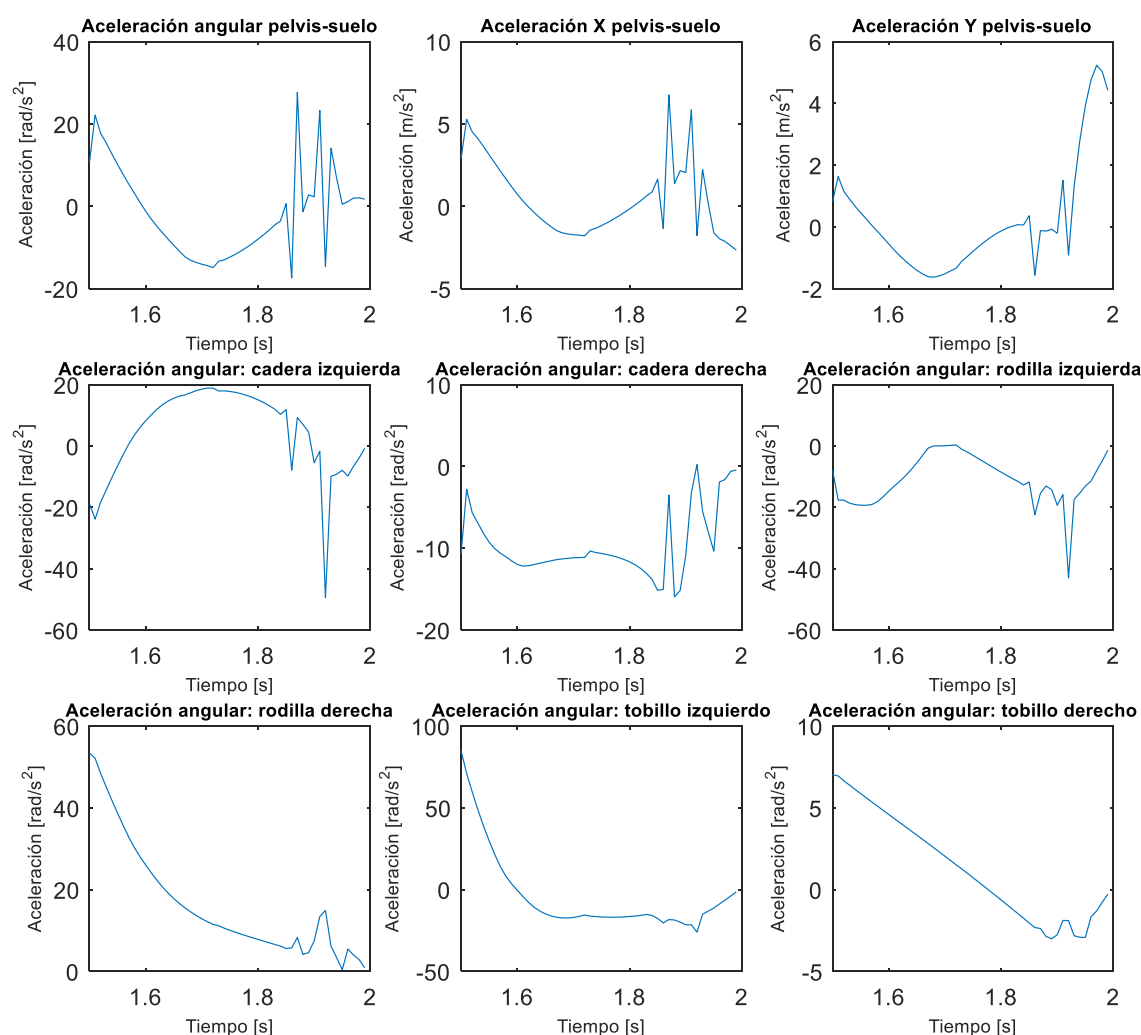 Aceleración angular pelvis-suelo
Aceleración [rad/s2]
40
20
0
-20
1.6
1.8
2
Tiempo [s]
Aceleración X pelvis-suelo
Aceleración [m/s2]
10
5
0
-5
1.6
1.8
2
Tiempo [s]
Aceleración Y pelvis-suelo
Aceleración [m/s2]
6
4
2
0
-2
1.6
1.8
2
Tiempo [s]
Aceleración angular: cadera izquierda
Aceleración [rad/s2]
20
0
-20
-40
-60
1.6
1.8
2
Tiempo [s]
Aceleración angular: cadera derecha
Aceleración [rad/s2]
10
0
-10
-20
1.6
1.8
2
Tiempo [s]
Aceleración angular: rodilla izquierda
Aceleración [rad/s2]
20
0
-20
-40
-60
1.6
1.8
2
Tiempo [s]
Aceleración angular: rodilla derecha
Aceleración [rad/s2]
60
40
20
0
1.6
1.8
2
Tiempo [s]
Aceleración angular: tobillo izquierdo
Aceleración [rad/s2]
100
50
0
-50
1.6
1.8
2
Tiempo [s]
Aceleración angular: tobillo derecho
Aceleración [rad/s2]
10
5
0
-5
1.6
1.8
2
Tiempo [s]